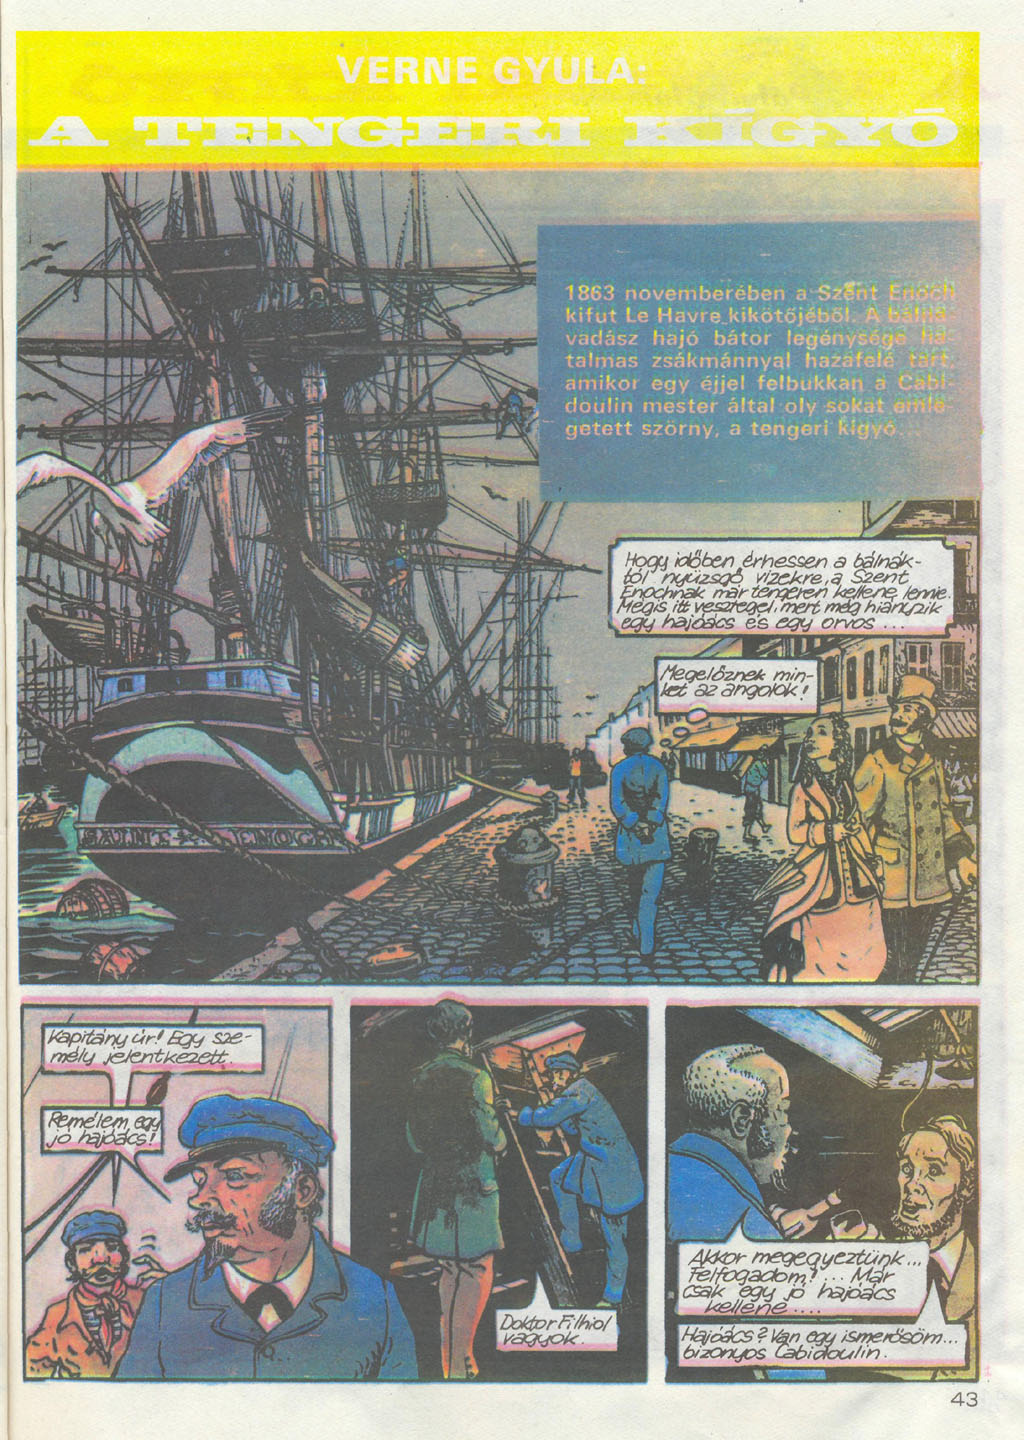 VERNE GYULA:
A TENGERI KÍGYÓ
1863 novemberében a Szent Enoch
kifut Le Havre kikötőjéből. A bálna-
vadász hajó bátor legénysége ha-
talmas zsákmánnyal hazafelé tart,
amikor egy éjjel felbukkan a Cabi-
doulin mester által oly sokat emle-
getett szörny, a tengeri kígyó.
Hogy időben érhessen a bálnák-
tól nyüzsgő vizekre, a Szent
Enochnak már tengeren kellene lennie.
Mégis itt vesztegel, mert még hiányzik
egy hajóács és egy orvos ...
Megelőznek min-
ket az angolok!
SAINT ENOCH
Kapitány úr! Egy sze-
mély jelentkezett.
Remélem, egy
jó hajóács!
Doktor Filhiol
vagyok.
Akkor megegyeztünk...
Felfogadom! ... Már
csak egy jó hajóács
kellene ....
Hajóács? Van egy ismerősöm...
bizonyos Cabidoulin.
43